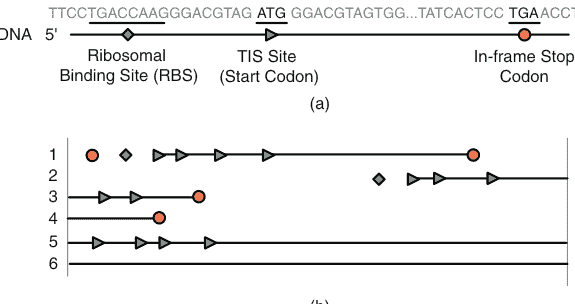 TTCCTGACCAAGGGACGTAG ATG GGACGTAGTGG...TATCACTCC TGAACCT
DNA 5'
Ribosomal Binding Site (RBS)
TIS Site (Start Codon)
In-frame Stop Codon
(a)
1
2
3
4
5
6